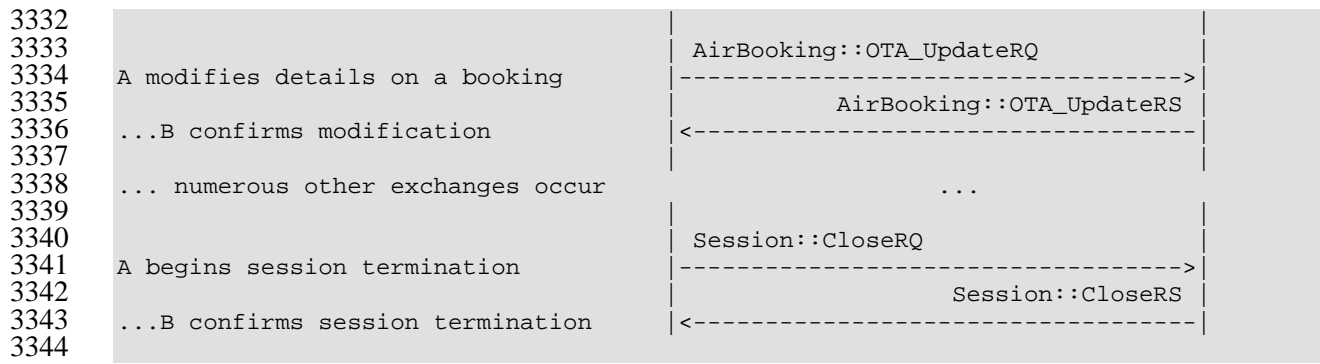 3332                                        |                                   |
3333                                        | AirBooking::OTA_UpdateRQ          |
3334 A modifies details on a booking        |---------------------------------->|
3335                                        |          AirBooking::OTA_UpdateRS |
3336 ...B confirms modification             |<----------------------------------|
3337                                        |                                   |
3338 ... numerous other exchanges occur                       ...
3339                                        |                                   |
3340                                        | Session::CloseRQ                  |
3341 A begins session termination           |---------------------------------->|
3342                                        |                  Session::CloseRS |
3343 ...B confirms session termination      |<----------------------------------|
3344